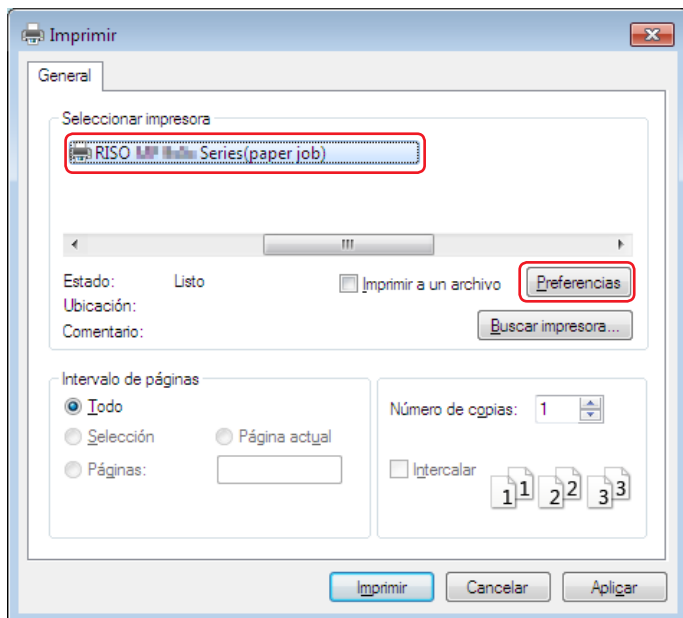 Imprimir
General
Seleccionar impresora
RISO Series(paper job)
Estado: Listo
Imprimir a un archivo
Preferencias
Ubicación:
Comentario:
Buscar impresora...
Intervalo de páginas
Todo
Selección
Página actual
Páginas:
Número de copias: 1
Intercalar
1 1 2 2 3 3
Imprimir
Cancelar
Aplicar